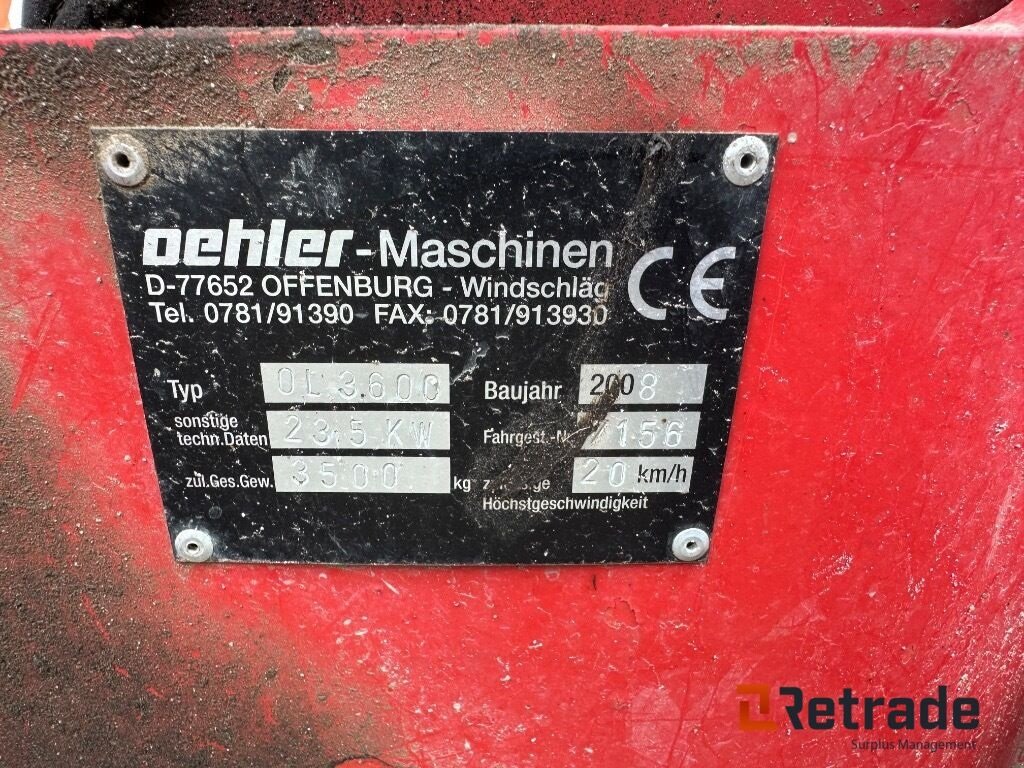 oehler-Maschinen
D-77652 OFFENBURG - Windschläg
Tel. 0781/91390 FAX: 0781/913930
CE
Typ OL 3.600 Baujahr 2008
sonstige
techn.Daten 23,5 KW Fahrgest.-Nr. 7156
zul.Ges.Gew. 3500 kg 20 km/h
Höchstgeschwindigkeit
Retrade
Surplus Management